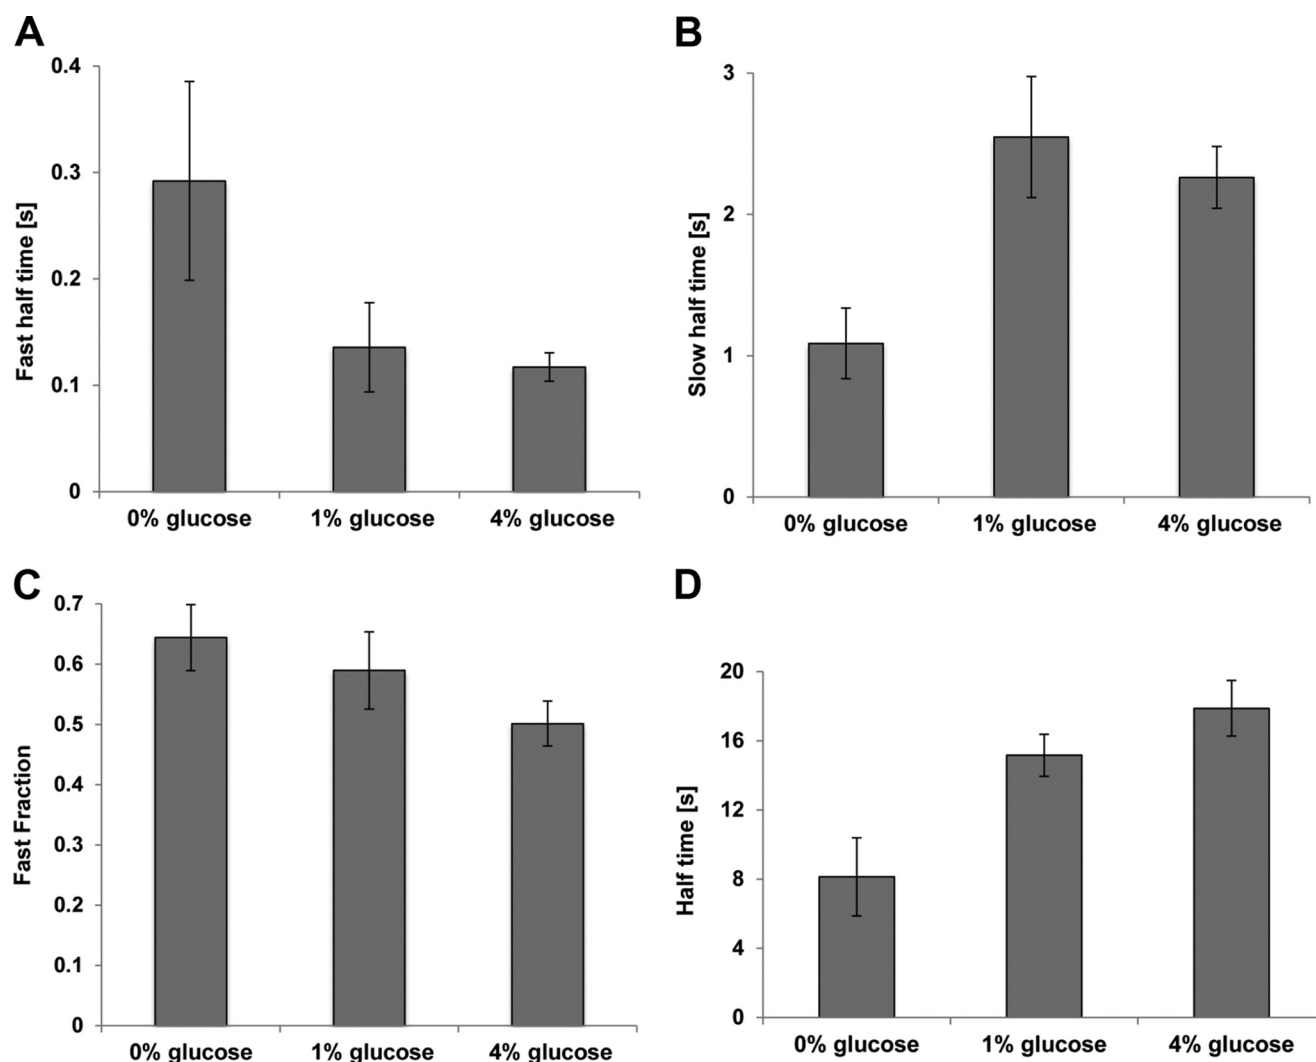 A
Fast half time [s]
0.4
0.3
0.2
0.1
0
0% glucose 1% glucose 4% glucose
B
Slow half time [s]
3
2
1
0
0% glucose 1% glucose 4% glucose
C
Fast Fraction
0.7
0.6
0.5
0.4
0.3
0.2
0.1
0
0% glucose 1% glucose 4% glucose
D
Half time [s]
20
16
12
8
4
0
0% glucose 1% glucose 4% glucose